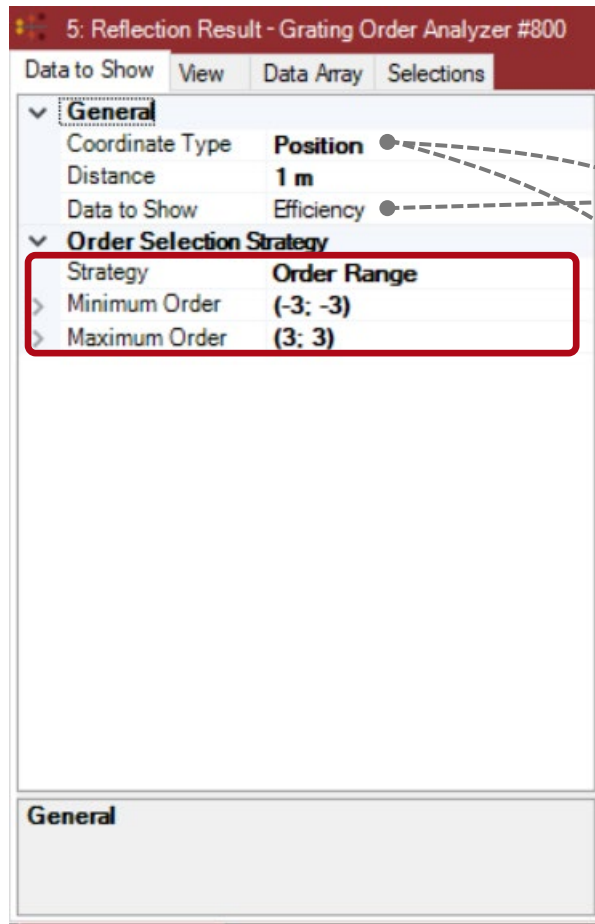 5: Reflection Result - Grating Order Analyzer #800
Data to Show View Data Array Selections
General
Coordinate Type Position
Distance 1 m
Data to Show Efficiency
Order Selection Strategy
Strategy Order Range
Minimum Order (-3; -3)
Maximum Order (3; 3)
General